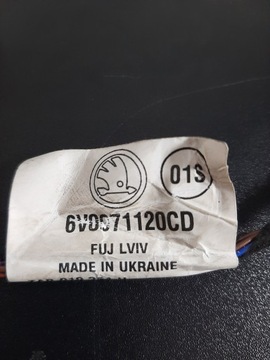 01S
6V0971120CD
FUJ LVIV
MADE IN UKRAINE